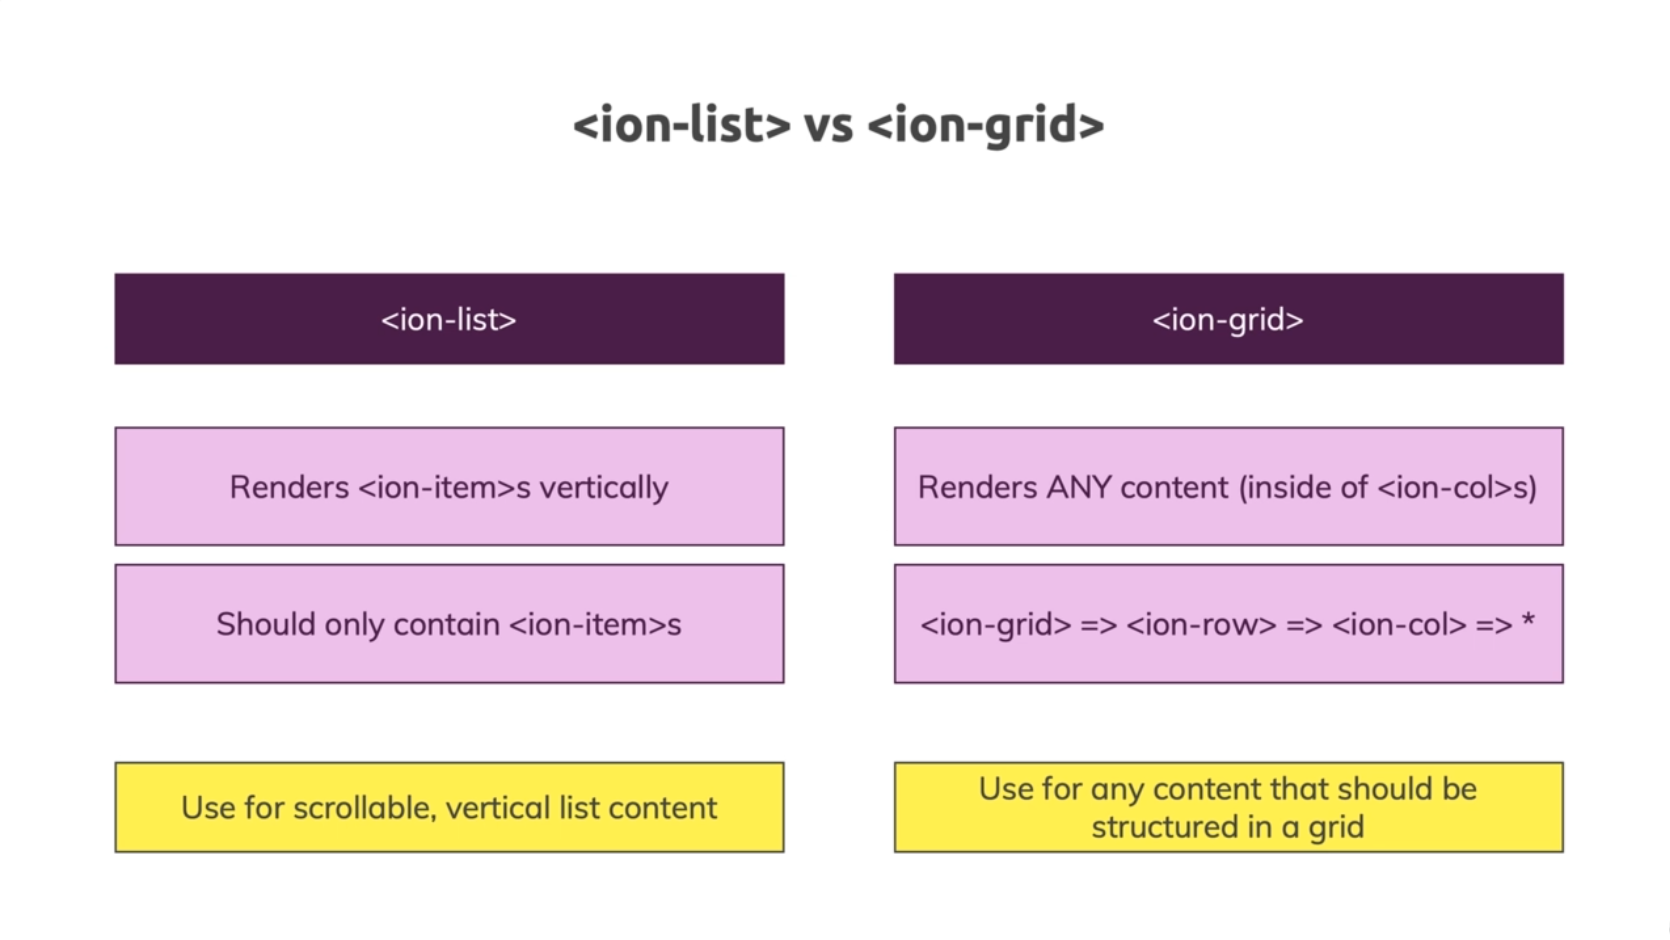 <ion-list> vs <ion-grid>
<ion-list>
Renders <ion-item>s vertically
Should only contain <ion-item>s
Use for scrollable, vertical list content
<ion-grid>
Renders ANY content (inside of <ion-col>s)
<ion-grid> => <ion-row> => <ion-col> => *
Use for any content that should be
structured in a grid